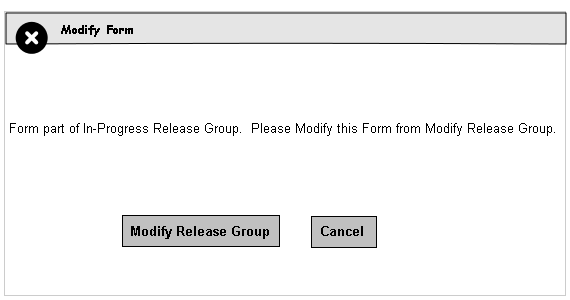 Modify Form
Form part of In-Progress Release Group.  Please Modify this Form from Modify Release Group.
Modify Release Group
Cancel